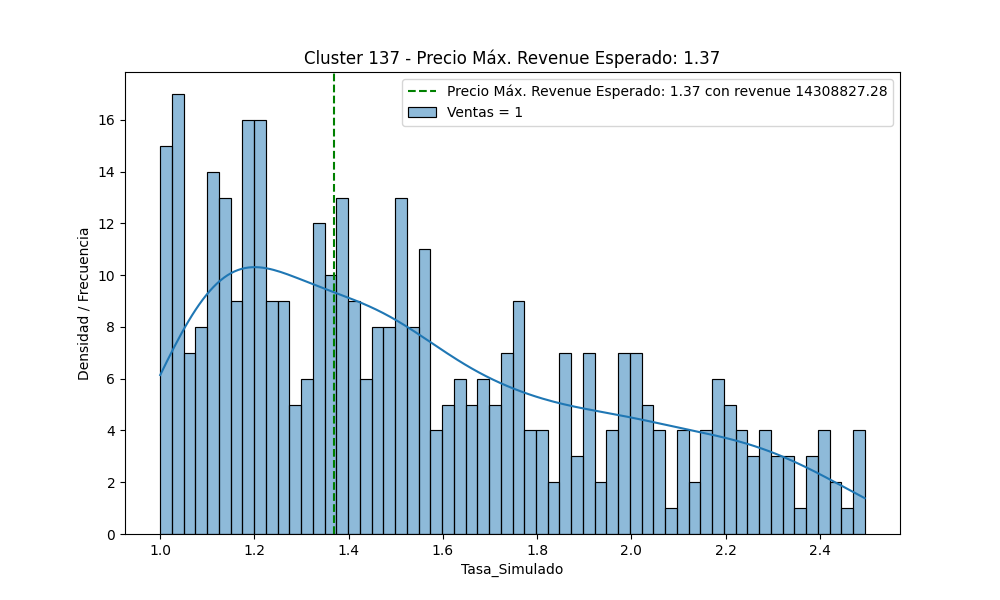 Cluster 137 - Precio Máx. Revenue Esperado: 1.37
Precio Máx. Revenue Esperado: 1.37 con revenue 14308827.28
Ventas = 1
Densidad / Frecuencia
16
14
12
10
8
6
4
2
0
1.0 1.2 1.4 1.6 1.8 2.0 2.2 2.4
Tasa_Simulado